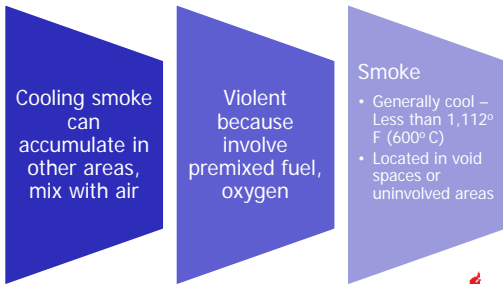 Cooling smoke
can
accumulate in
other areas,
mix with air
Violent
because
involve
premixed fuel,
oxygen
Smoke
• Generally cool –
Less than 1,112º
F (600º C)
• Located in void
spaces or
uninvolved areas